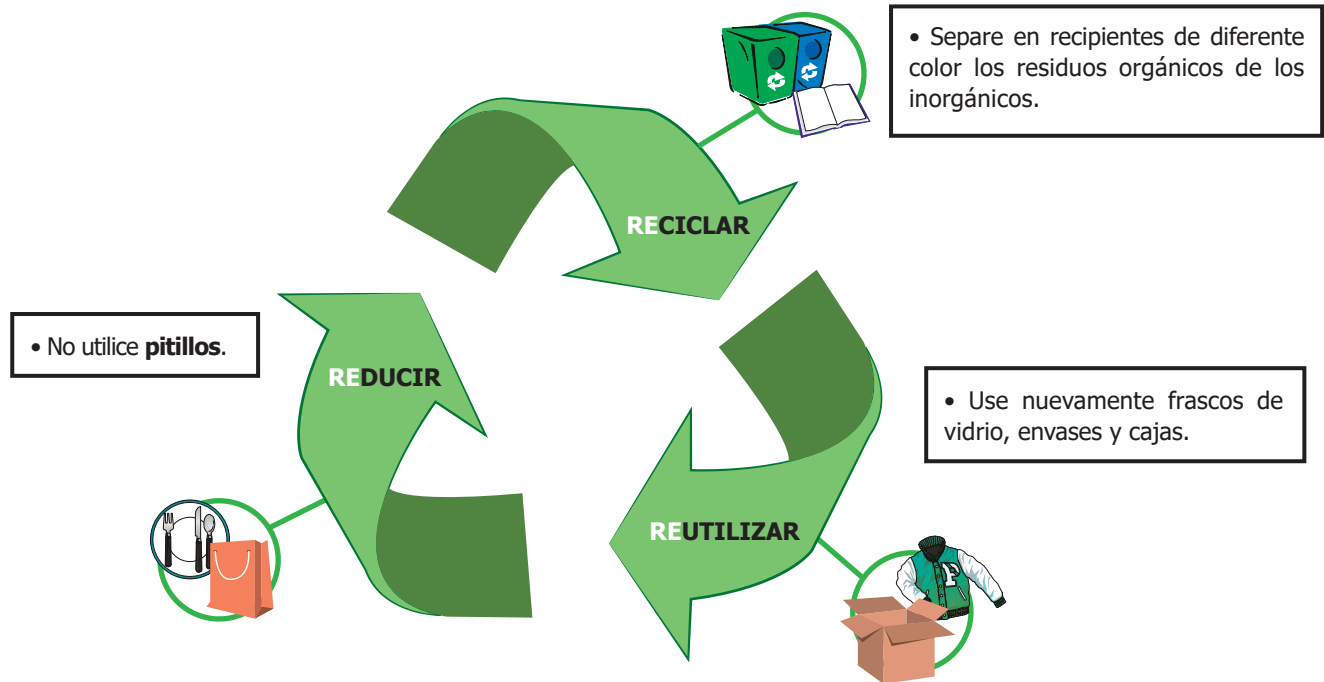 • Separe en recipientes de diferente
color los residuos orgánicos de los
inorgánicos.
RECICLAR
• No utilice pitillos.
REDUCIR
• Use nuevamente frascos de
vidrio, envases y cajas.
REUTILIZAR
P